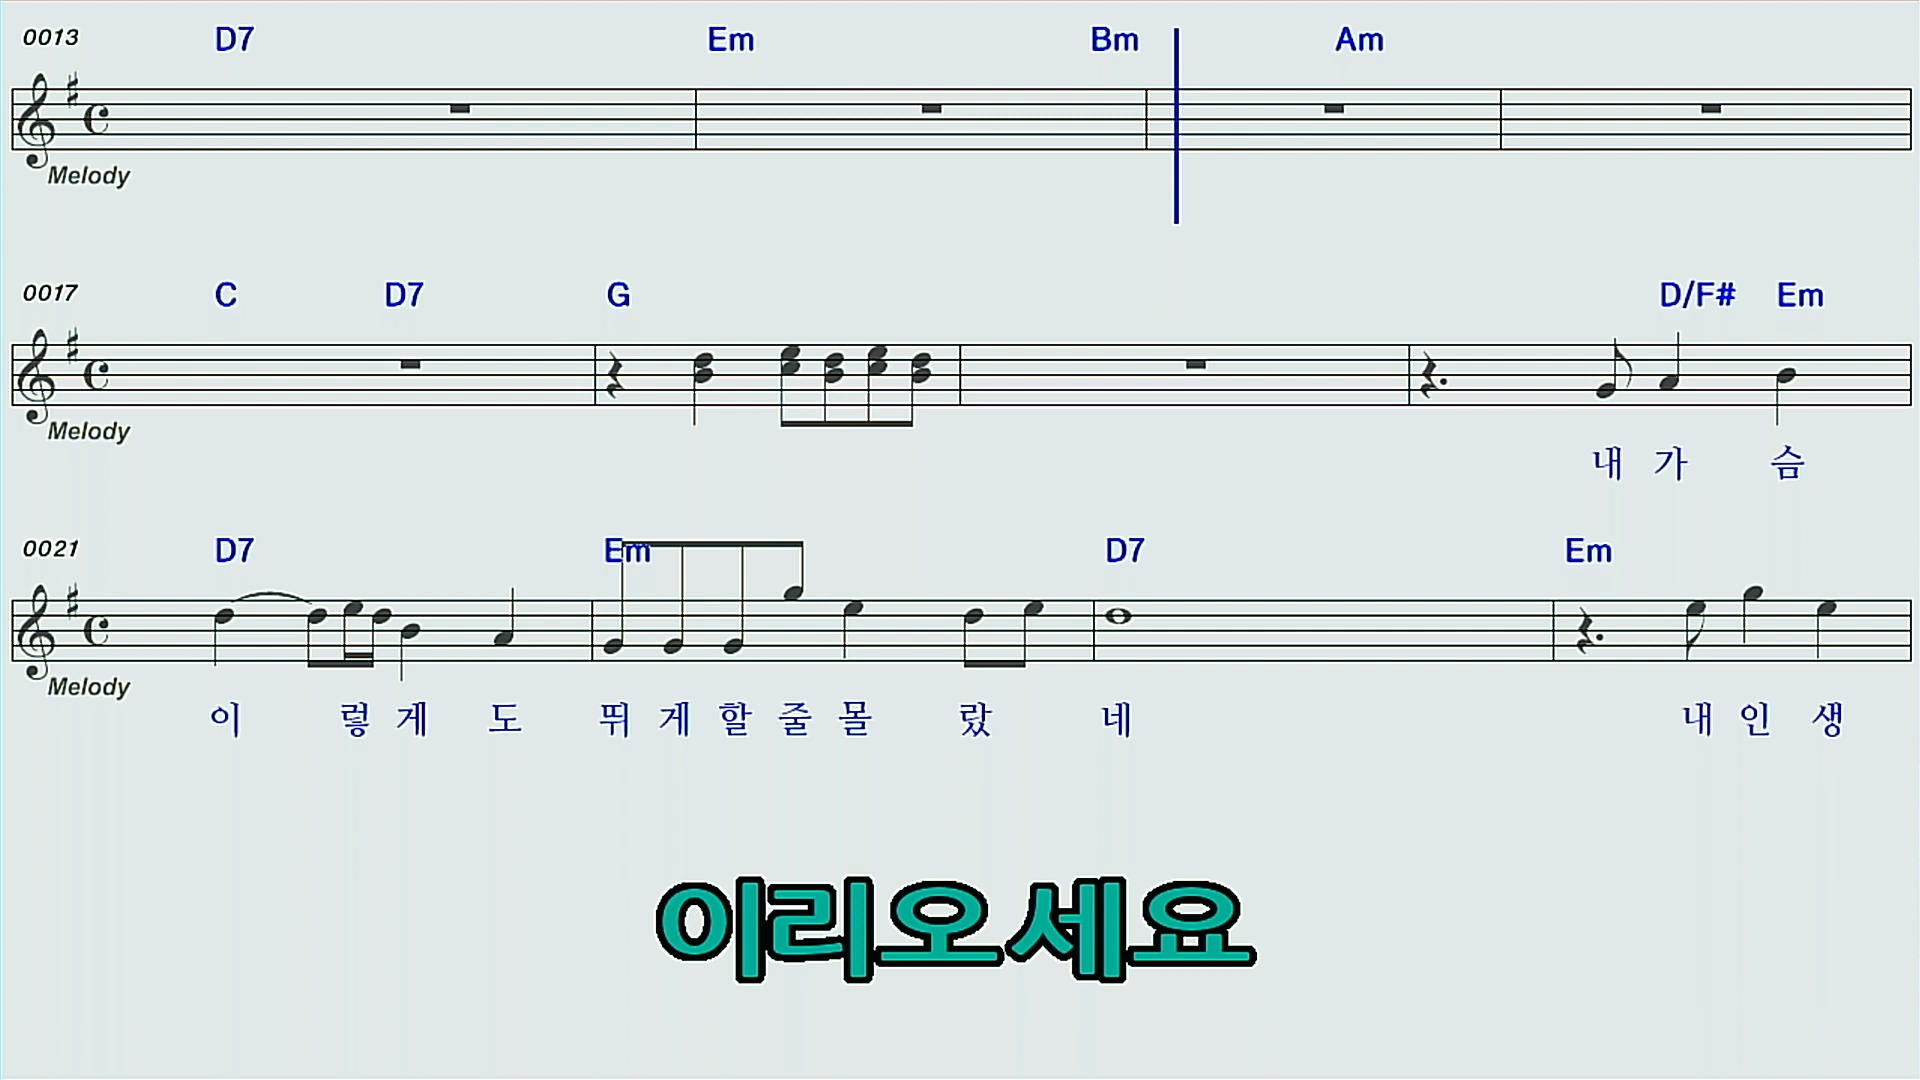 0013 D7 Em Bm Am
Melody
0017 C D7 G D/F# Em
Melody
내 가 슴
0021 D7 Em D7 Em
Melody
이 렇 게 도 뛰 게 할 줄 몰 랐 네 내 인 생
이리오세요